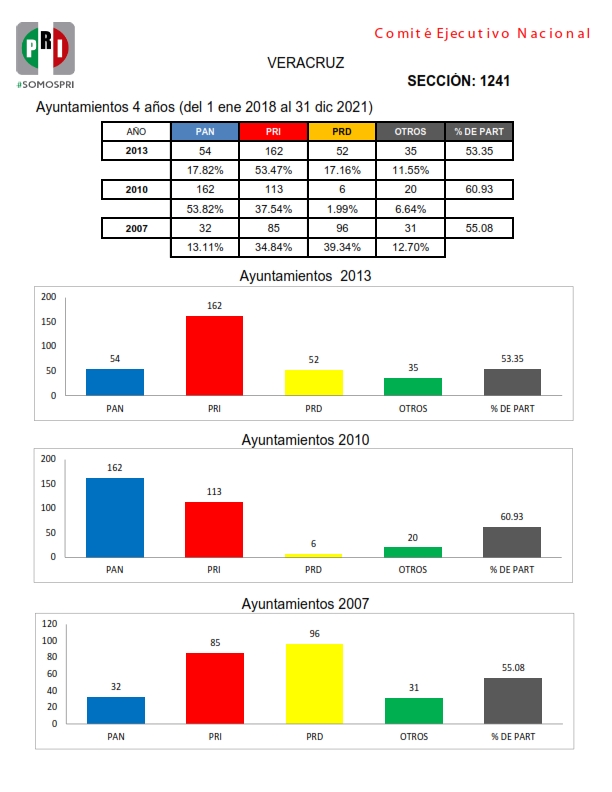 Comité Ejecutivo Nacional
PRI
#SOMOSPRI
VERACRUZ
SECCIÓN: 1241
Ayuntamientos 4 años (del 1 ene 2018 al 31 dic 2021)
AÑO PAN PRI PRD OTROS % DE PART
2013 54 162 52 35 53.35
17.82% 53.47% 17.16% 11.55%
2010 162 113 6 20 60.93
53.82% 37.54% 1.99% 6.64%
2007 32 85 96 31 55.08
13.11% 34.84% 39.34% 12.70%
Ayuntamientos 2013
200
150
100
50
0
54 162 52 35 53.35
PAN PRI PRD OTROS % DE PART
Ayuntamientos 2010
200
150
100
50
0
162 113 6 20 60.93
PAN PRI PRD OTROS % DE PART
Ayuntamientos 2007
120
100
80
60
40
20
0
32 85 96 31 55.08
PAN PRI PRD OTROS % DE PART